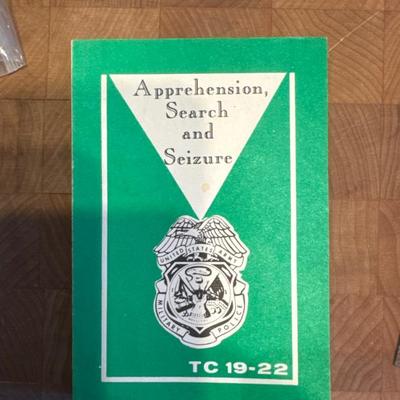 Apprehension,
Search
and
Seizure
UNITED STATES ARMY
MILITARY POLICE
TC 19-22